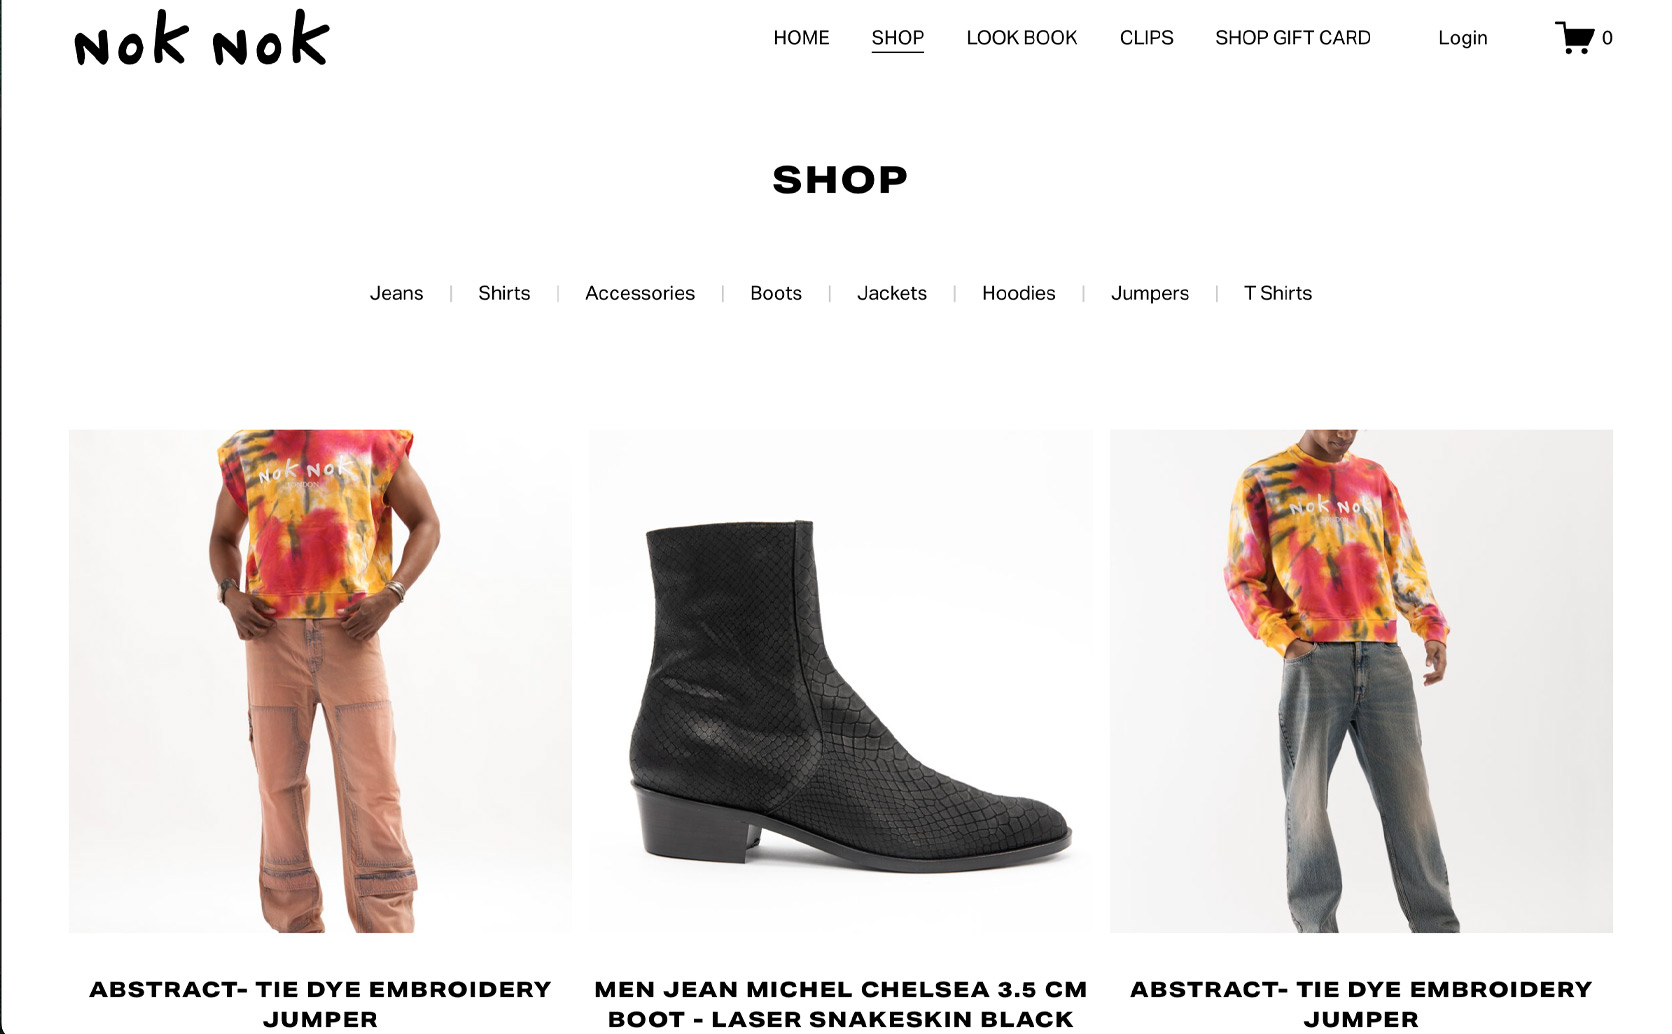 NOK NOK
HOME SHOP LOOK BOOK CLIPS SHOP GIFT CARD Login 0
SHOP
Jeans | Shirts | Accessories | Boots | Jackets | Hoodies | Jumpers | T Shirts
NOK NOK
LONDON
NOK NOK
LONDON
ABSTRACT- TIE DYE EMBROIDERY
JUMPER
MEN JEAN MICHEL CHELSEA 3.5 CM
BOOT - LASER SNAKESKIN BLACK
ABSTRACT- TIE DYE EMBROIDERY
JUMPER